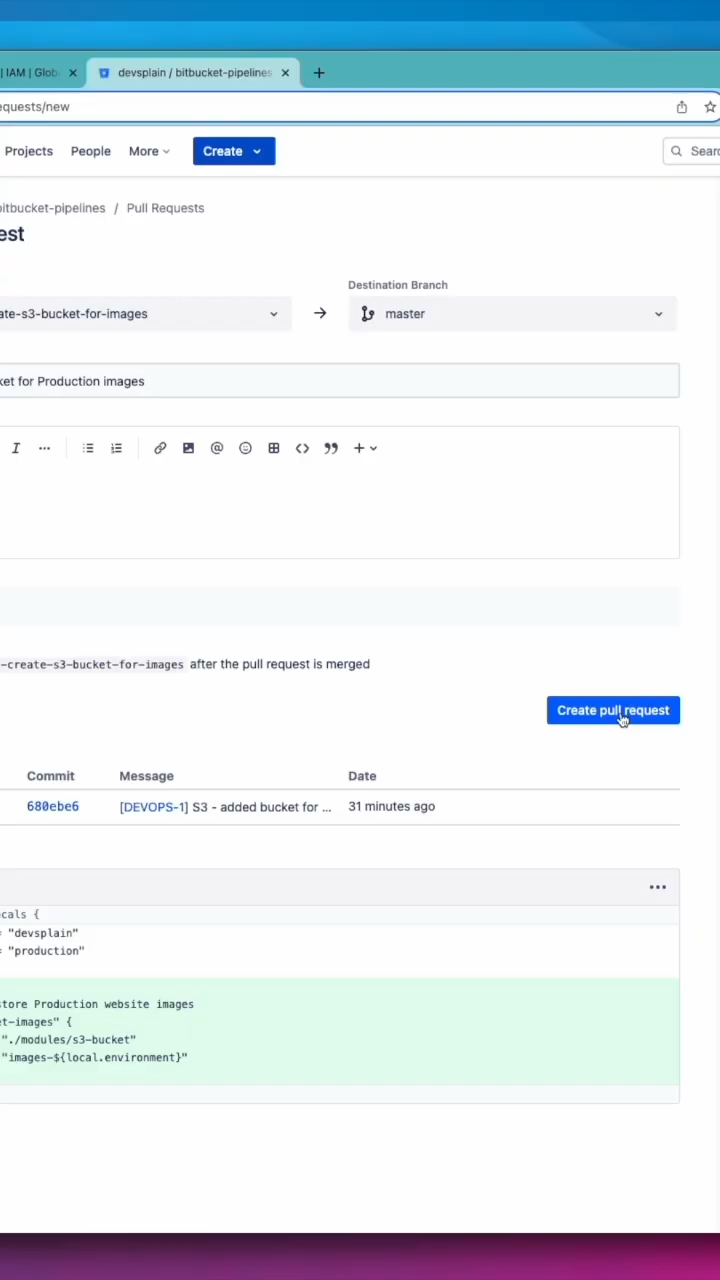 | IAM | Glob
devsplain / bitbucket-pipelines
equests/new
Projects People More Create
Searc
itbucket-pipelines / Pull Requests
est
Destination Branch
ate-s3-bucket-for-images
master
ket for Production images
-create-s3-bucket-for-images after the pull request is merged
Create pull request
Commit Message Date
680ebe6 [DEVOPS-1] S3 - added bucket for ... 31 minutes ago
cals {
= "devsplain"
= "production"
store Production website images
et-images" {
"./modules/s3-bucket"
"images-${local.environment}"